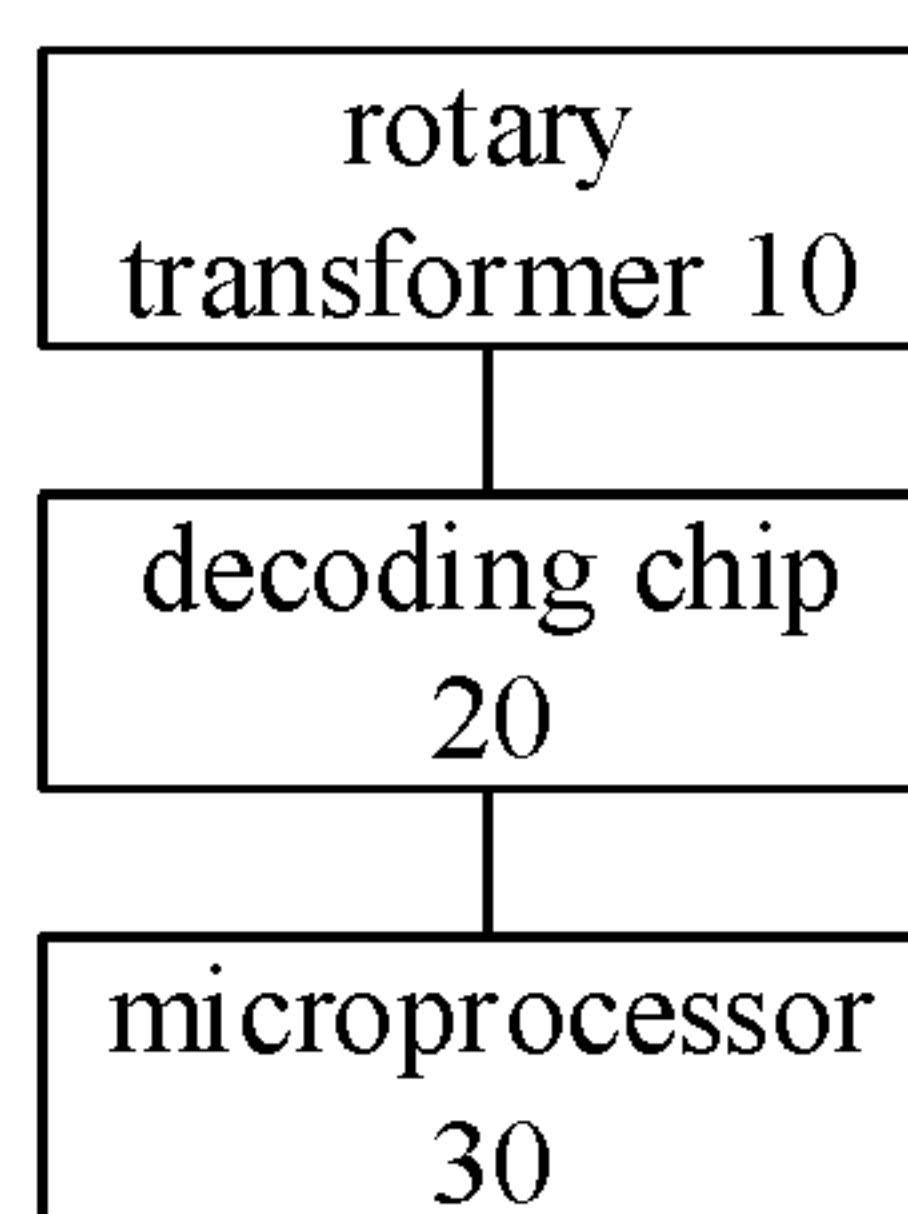 rotary
transformer 10
decoding chip
20
microprocessor
30